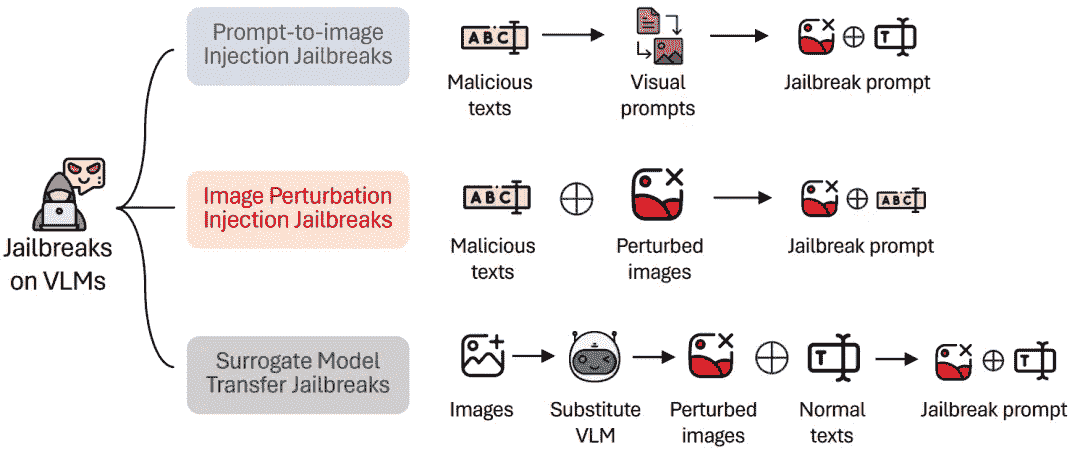 Prompt-to-image
Injection Jailbreaks
ABC
Malicious
texts
Visual
prompts
T
Jailbreak prompt
Jailbreaks
on VLMs
Image Perturbation
Injection Jailbreaks
ABC
Malicious
texts
Perturbed
images
ABC
Jailbreak prompt
Surrogate Model
Transfer Jailbreaks
Images
Substitute
VLM
Perturbed
images
T
Normal
texts
T
Jailbreak prompt